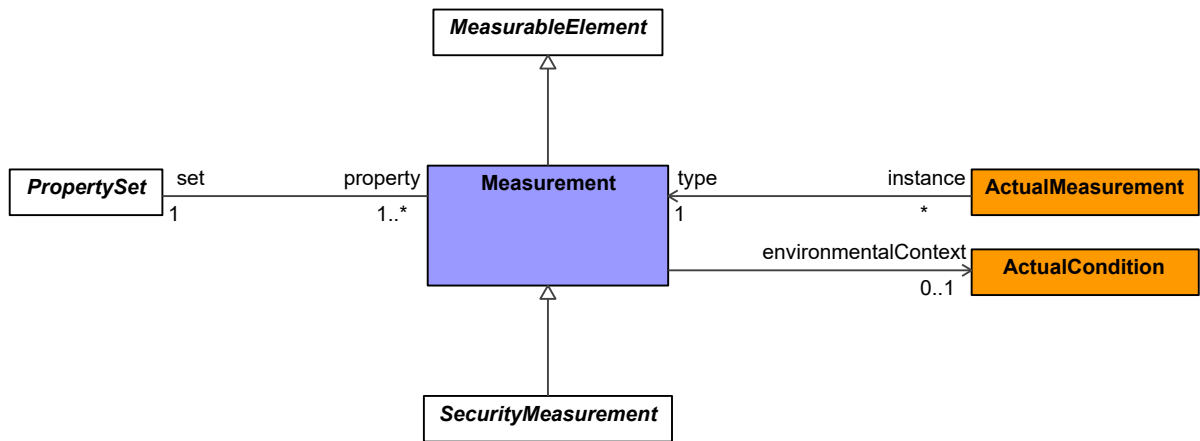 MeasurableElement
PropertySet
set
property
1
1..*
Measurement
type
instance
1
*
ActualMeasurement
environmentalContext
0..1
ActualCondition
SecurityMeasurement